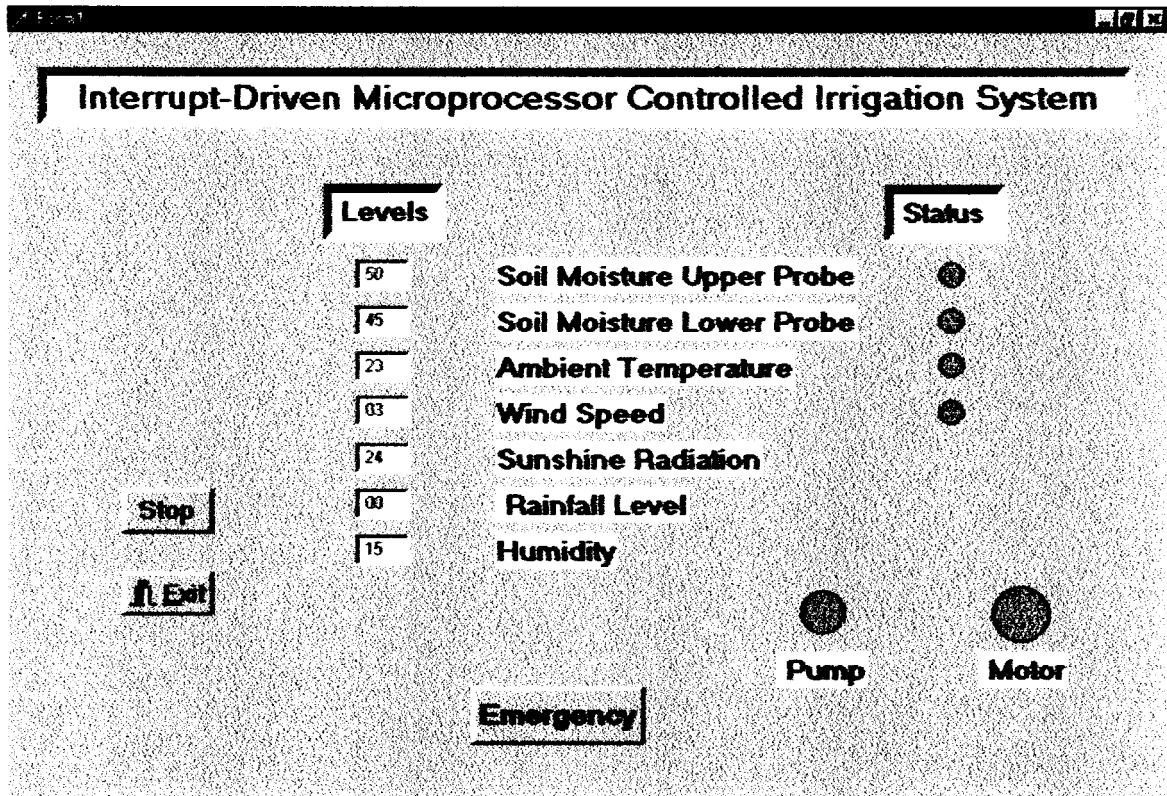 Form1
Interrupt-Driven Microprocessor Controlled Irrigation System
Levels Status
50 Soil Moisture Upper Probe
45 Soil Moisture Lower Probe
23 Ambient Temperature
03 Wind Speed
24 Sunshine Radiation
00 Rainfall Level
15 Humidity
Stop
Exit
Pump Motor
Emergency